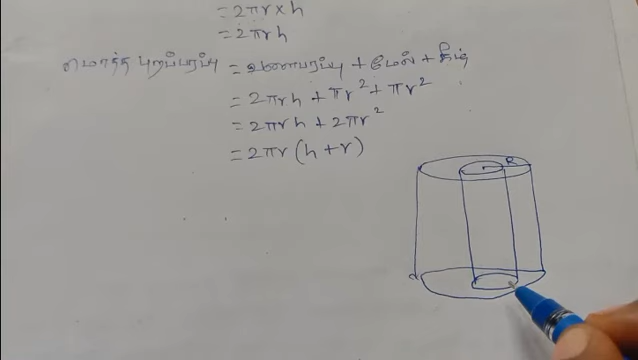 = 2πr x h
= 2πrh
மொத்த புறப்பரப்பு = வளைபரப்பு + மேல் + கீழ்
= 2πrh + πr² + πr²
= 2πrh + 2πr²
= 2πr (h + r)
R